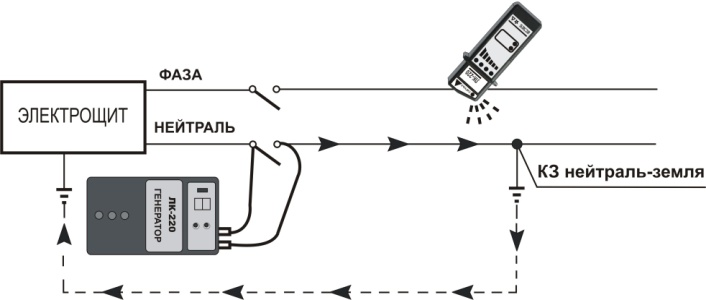 ФАЗА
ЭЛЕКТРОЩИТ
НЕЙТРАЛЬ
КЗ нейтраль-земля
ЛК-220
ГЕНЕРАТОР